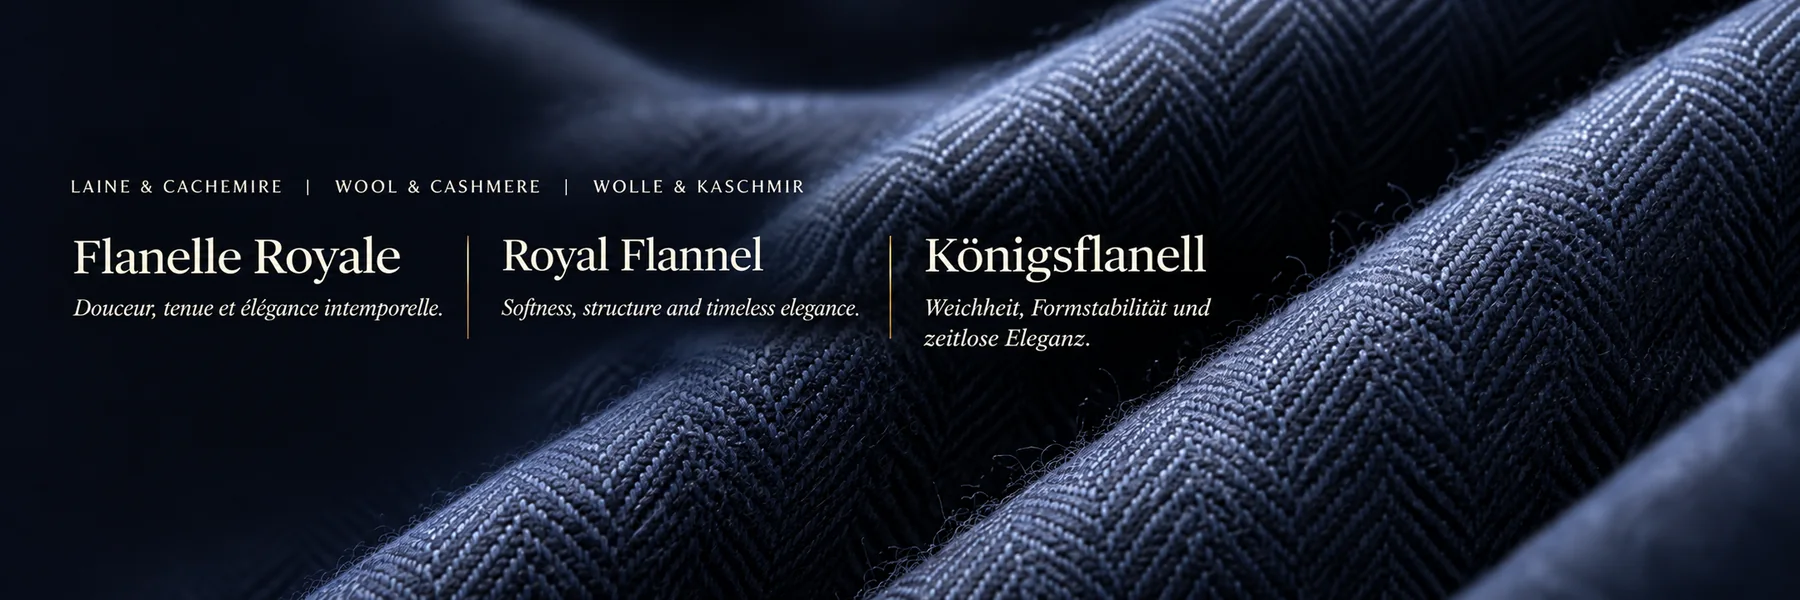 LAINE & CACHEMIRE | WOOL & CASHMERE | WOLLE & KASCHMIR
Flanelle Royale
Douceur, tenue et élégance intemporelle.
Royal Flannel
Softness, structure and timeless elegance.
Königsflanell
Weichheit, Formstabilität und
zeitlose Eleganz.